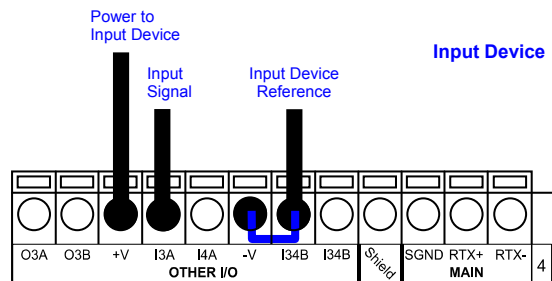 Power to
Input Device
Input Device
Input
Signal
Input Device
Reference
O3A O3B +V I3A I4A -V I34B I34B Shield SGND RTX+ RTX- 4
OTHER I/O MAIN